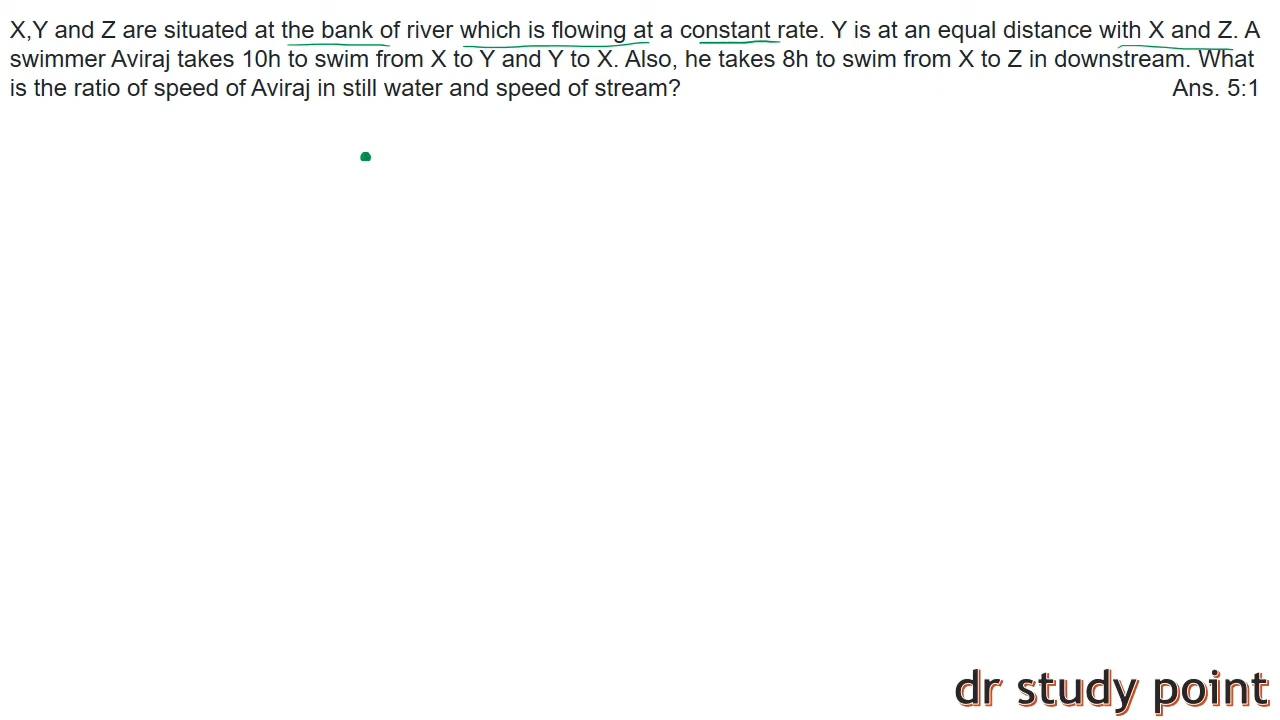 X,Y and Z are situated at the bank of river which is flowing at a constant rate. Y is at an equal distance with X and Z. A
swimmer Aviraj takes 10h to swim from X to Y and Y to X. Also, he takes 8h to swim from X to Z in downstream. What
is the ratio of speed of Aviraj in still water and speed of stream? Ans. 5:1
dr study point